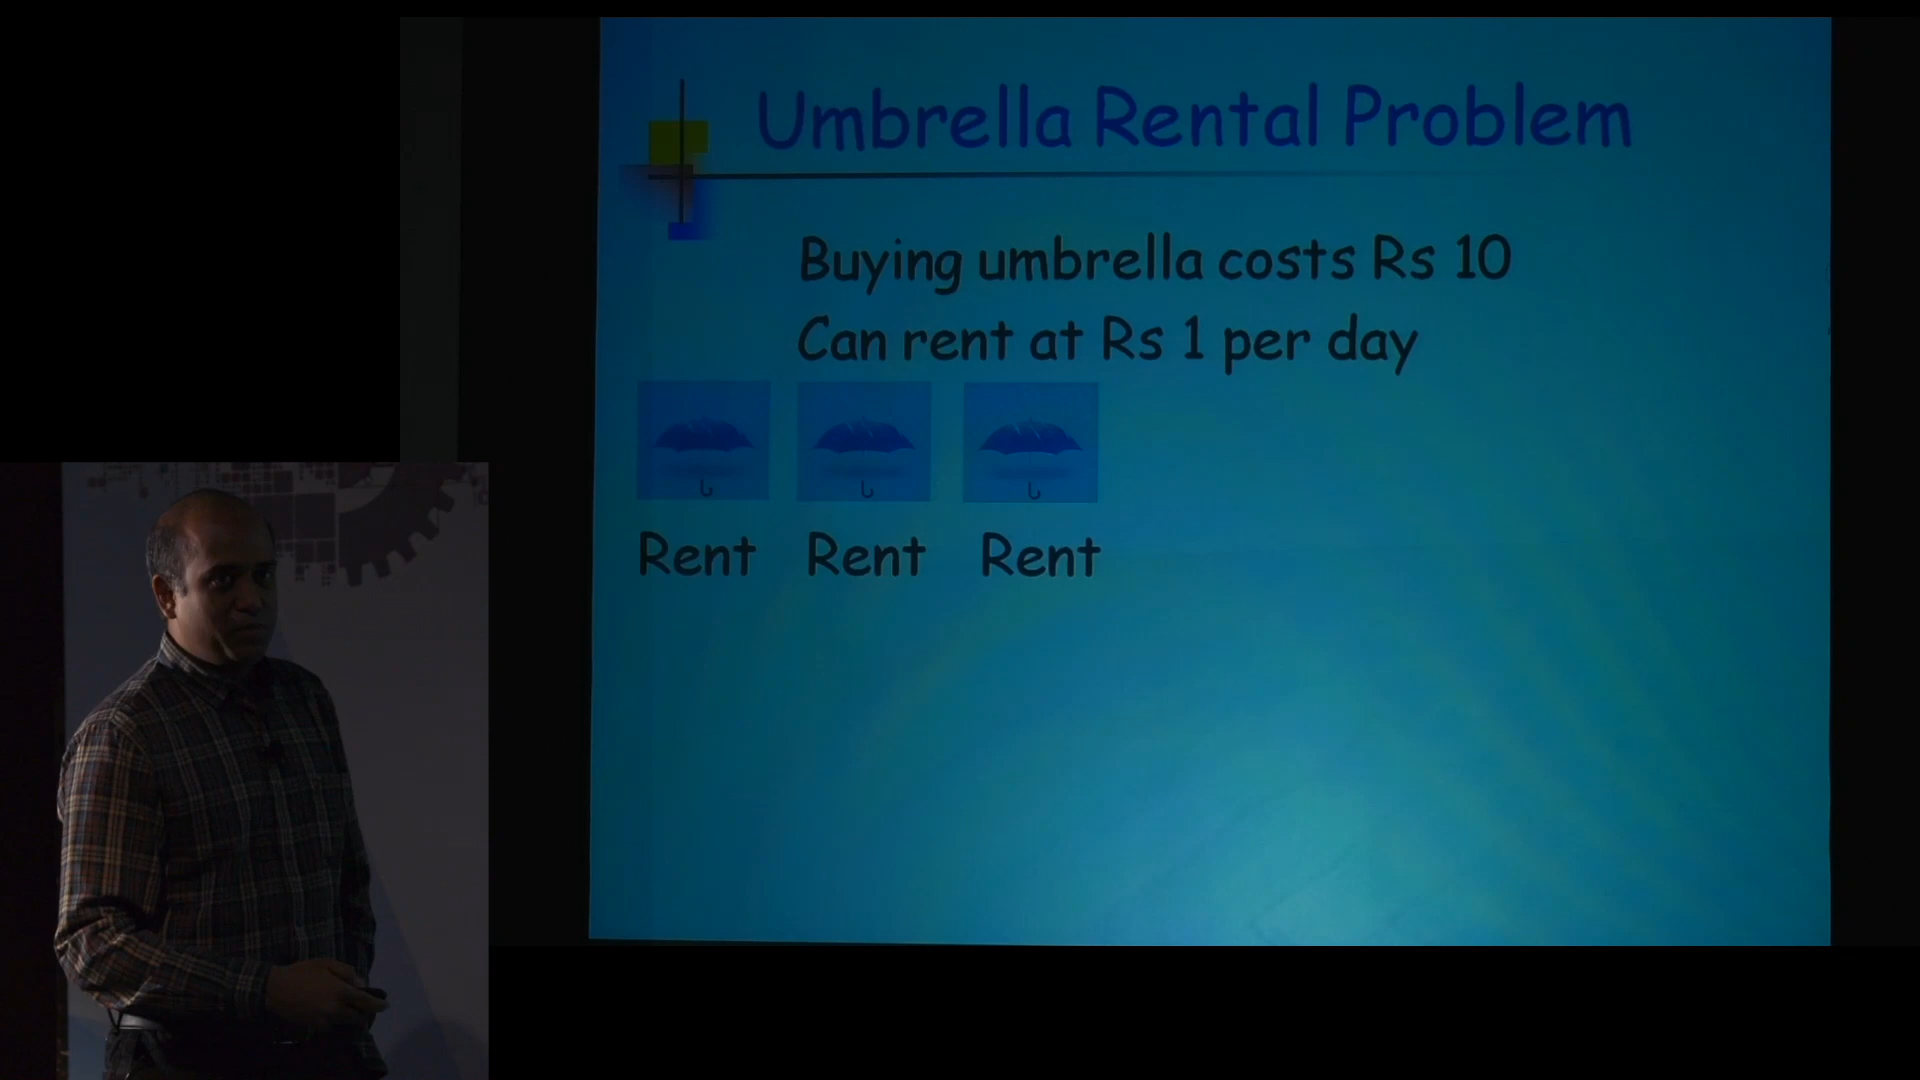 Umbrella Rental Problem
Buying umbrella costs Rs 10
Can rent at Rs 1 per day
Rent Rent Rent